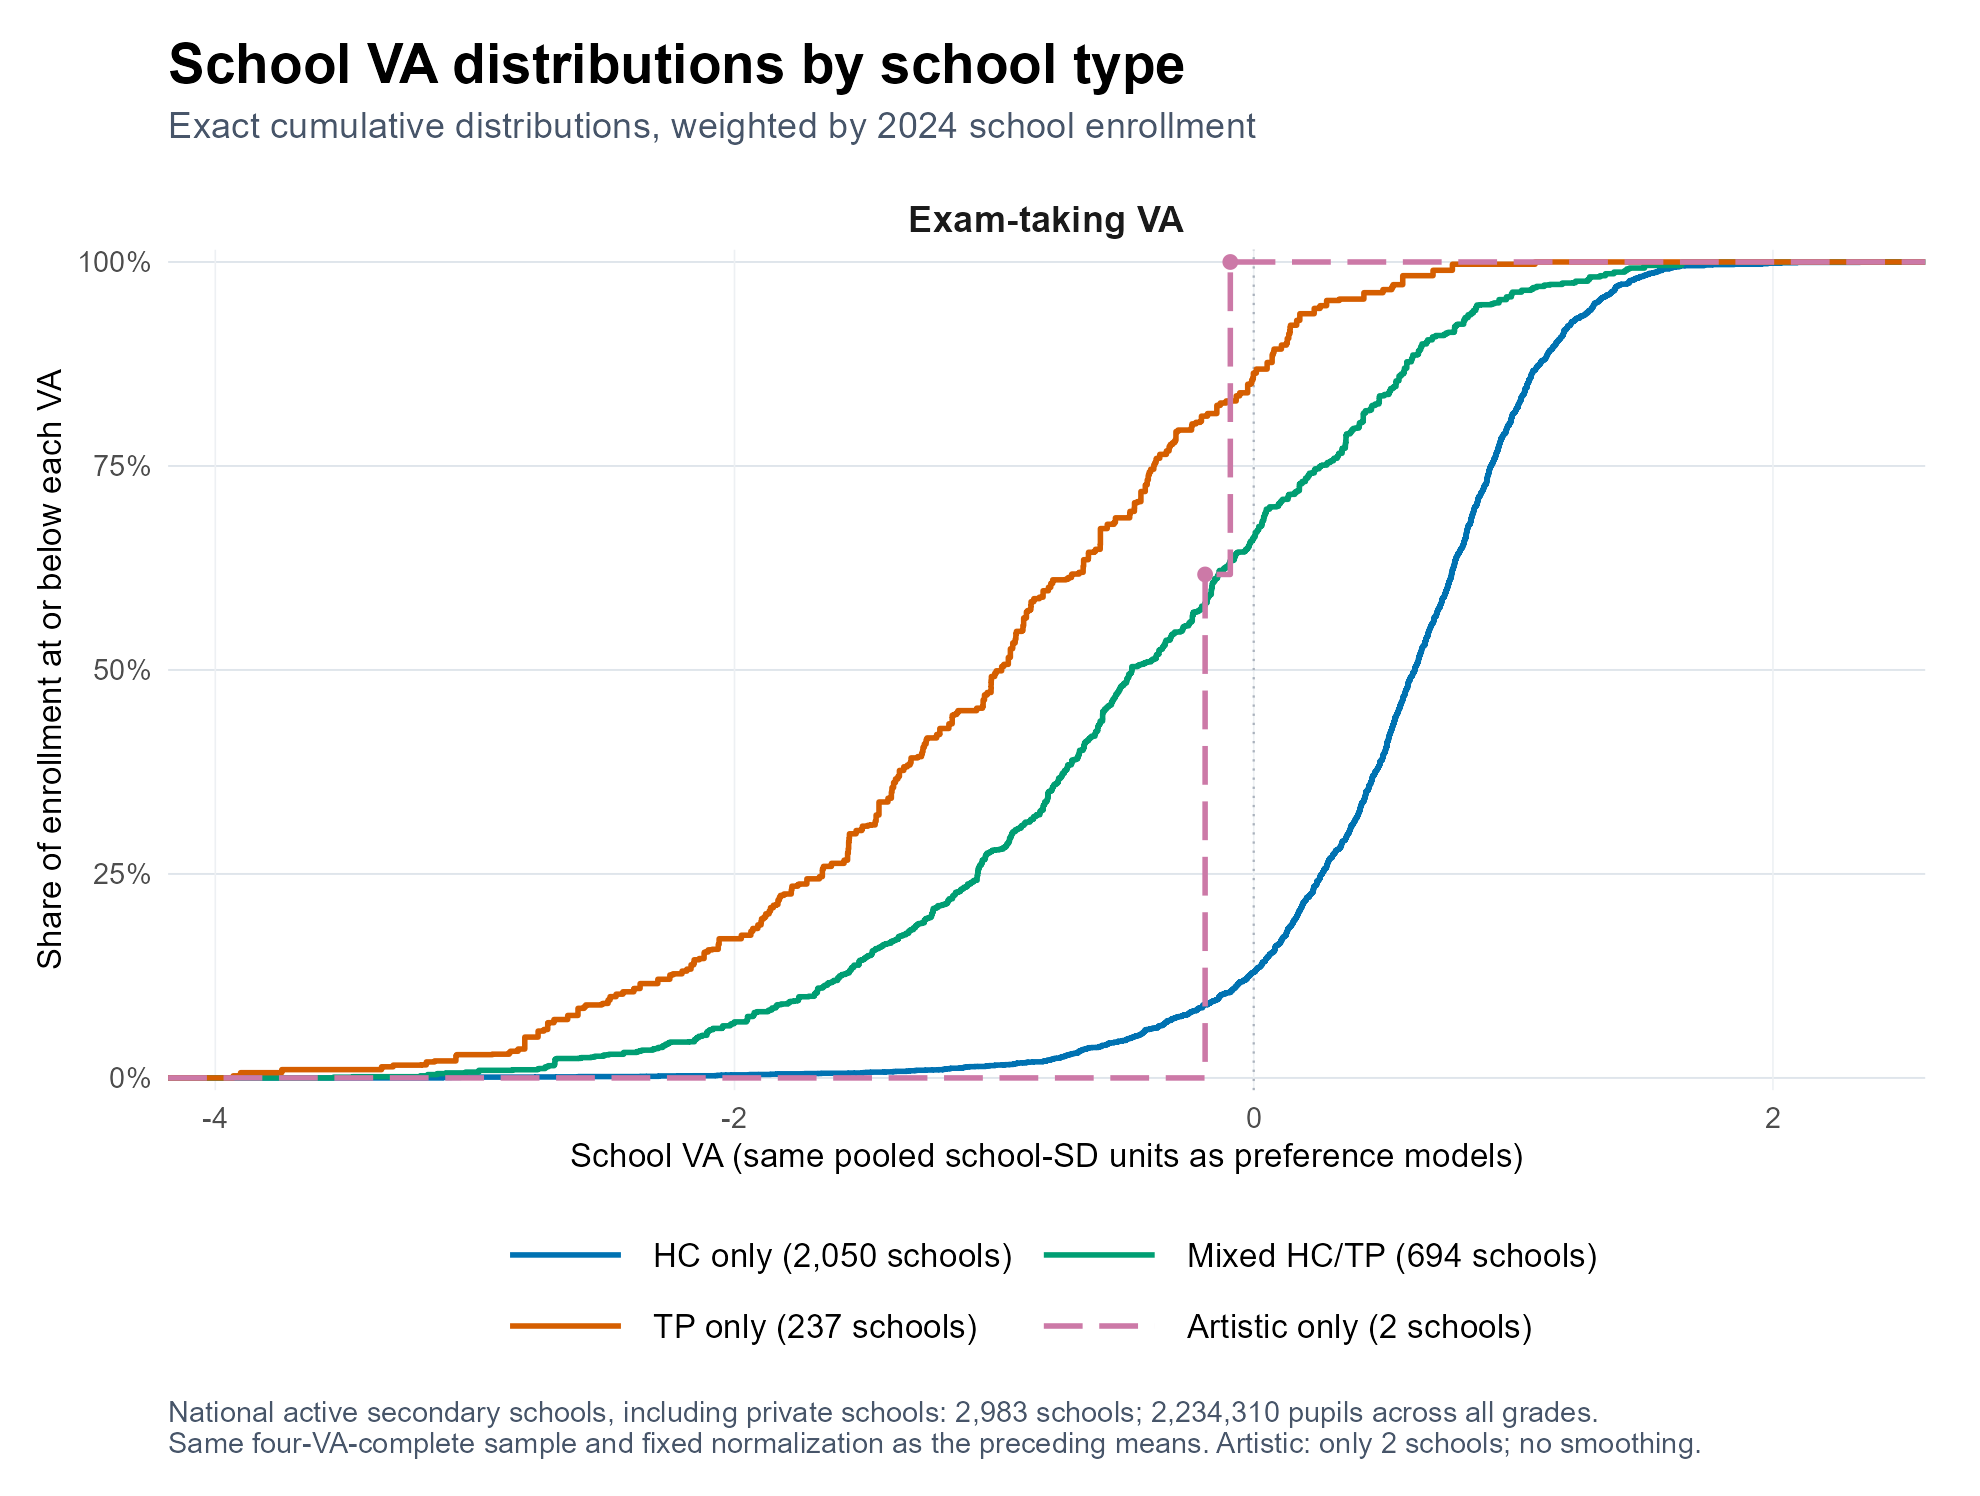 School VA distributions by school type
Exact cumulative distributions, weighted by 2024 school enrollment
Exam-taking VA
Share of enrollment at or below each VA
100%
75%
50%
25%
0%
-4
-2
0
2
School VA (same pooled school-SD units as preference models)
HC only (2,050 schools)
Mixed HC/TP (694 schools)
TP only (237 schools)
Artistic only (2 schools)
National active secondary schools, including private schools: 2,983 schools; 2,234,310 pupils across all grades.
Same four-VA-complete sample and fixed normalization as the preceding means. Artistic: only 2 schools; no smoothing.